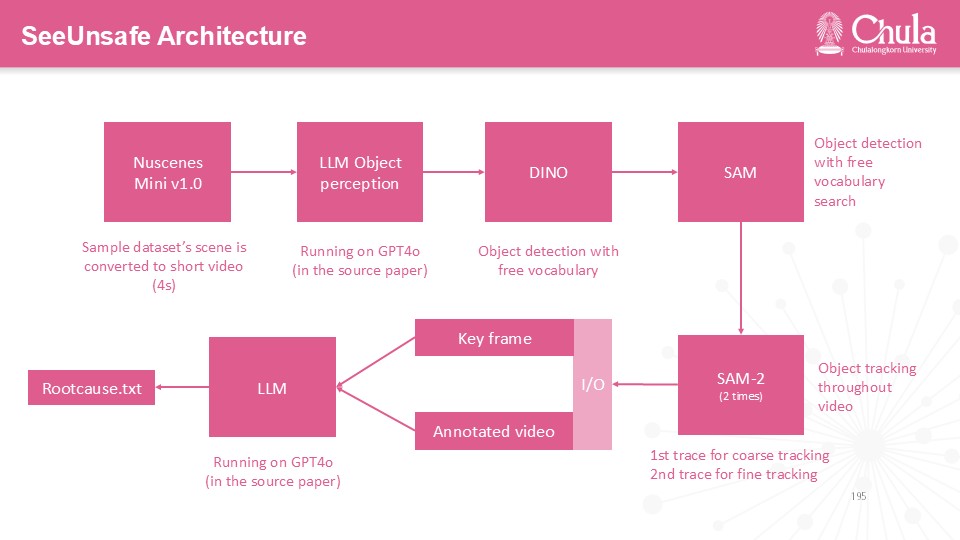 SeeUnsafe Architecture
Chula
Chulalongkorn University
Nuscenes
Mini v1.0
LLM Object
perception
DINO
SAM
Object detection
with free
vocabulary
search
Sample dataset’s scene is
converted to short video
(4s)
Running on GPT4o
(in the source paper)
Object detection with
free vocabulary
Key frame
I/O
Annotated video
SAM-2
(2 times)
Object tracking
throughout
video
LLM
Rootcause.txt
Running on GPT4o
(in the source paper)
1st trace for coarse tracking
2nd trace for fine tracking
195